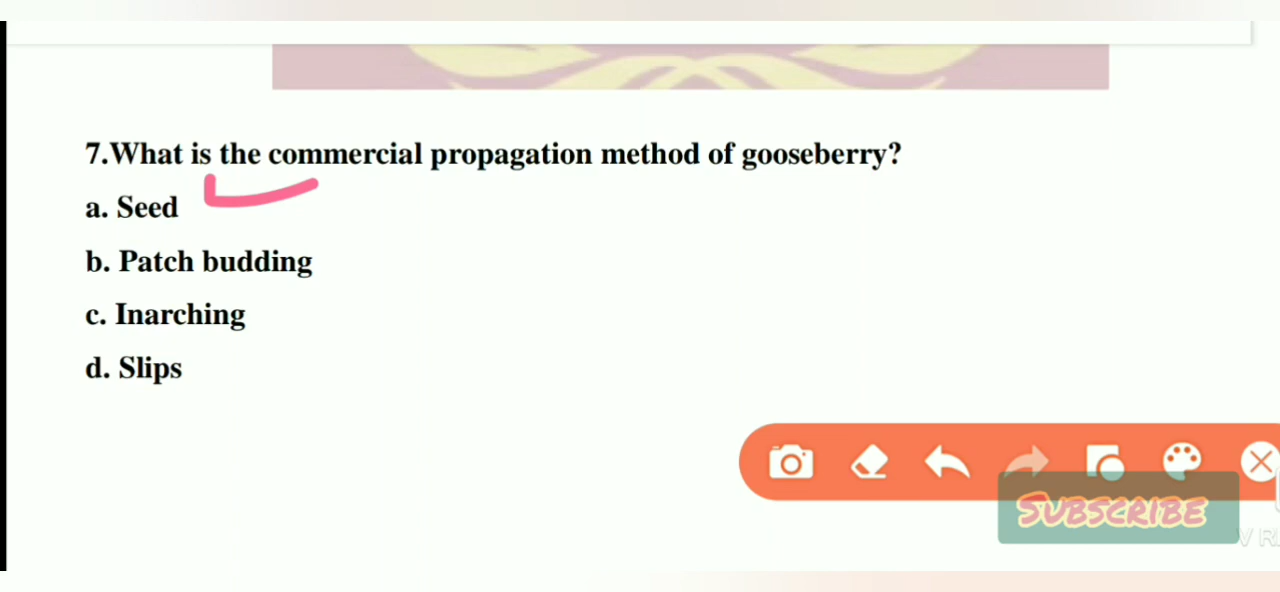 7.What is the commercial propagation method of gooseberry?
a. Seed
b. Patch budding
c. Inarching
d. Slips
SUBSCRIBE